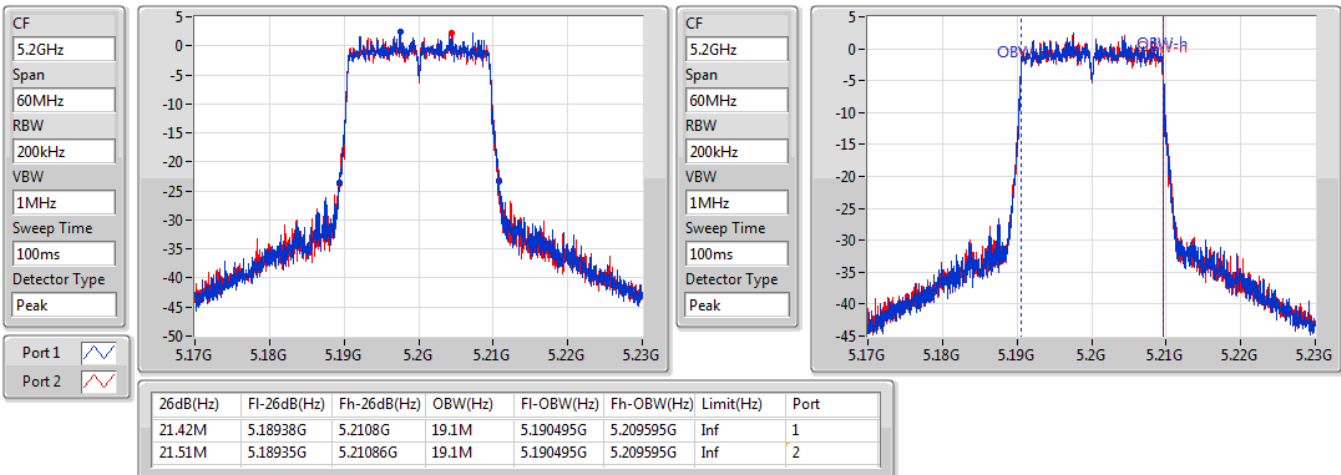 CF
5.2GHz
Span
60MHz
RBW
200kHz
VBW
1MHz
Sweep Time
100ms
Detector Type
Peak
Port 1
Port 2
5
0
-5
-10
-15
-20
-25
-30
-35
-40
-45
-50
5.17G 5.18G 5.19G 5.2G 5.21G 5.22G 5.23G
CF
5.2GHz
Span
60MHz
RBW
200kHz
VBW
1MHz
Sweep Time
100ms
Detector Type
Peak
5
0
-5
-10
-15
-20
-25
-30
-35
-40
-45
OBW-h
5.17G 5.18G 5.19G 5.2G 5.21G 5.22G 5.23G
26dB(Hz) Fl-26dB(Hz) Fh-26dB(Hz) OBW(Hz) Fl-OBW(Hz) Fh-OBW(Hz) Limit(Hz) Port
21.42M 5.18938G 5.2108G 19.1M 5.190495G 5.209595G Inf 1
21.51M 5.18935G 5.21086G 19.1M 5.190495G 5.209595G Inf 2